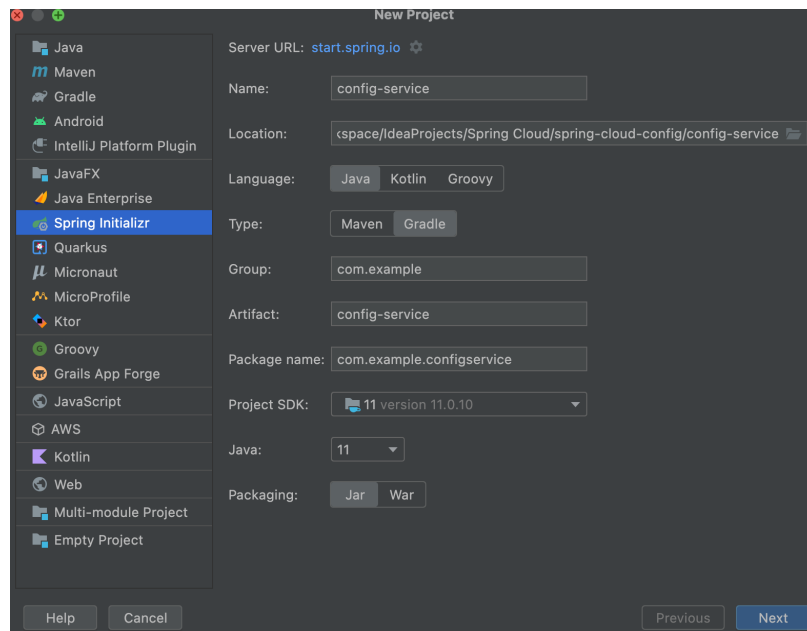 New Project
Java
Maven
Gradle
Android
IntelliJ Platform Plugin
JavaFX
Java Enterprise
Spring Initializr
Quarkus
Micronaut
MicroProfile
Ktor
Groovy
Grails App Forge
JavaScript
AWS
Kotlin
Web
Multi-module Project
Empty Project
Server URL: start.spring.io
Name: config-service
Location: space/IdeaProjects/Spring Cloud/spring-cloud-config/config-service
Language: Java Kotlin Groovy
Type: Maven Gradle
Group: com.example
Artifact: config-service
Package name: com.example.configservice
Project SDK: 11 version 11.0.10
Java: 11
Packaging: Jar War
Help Cancel Previous Next